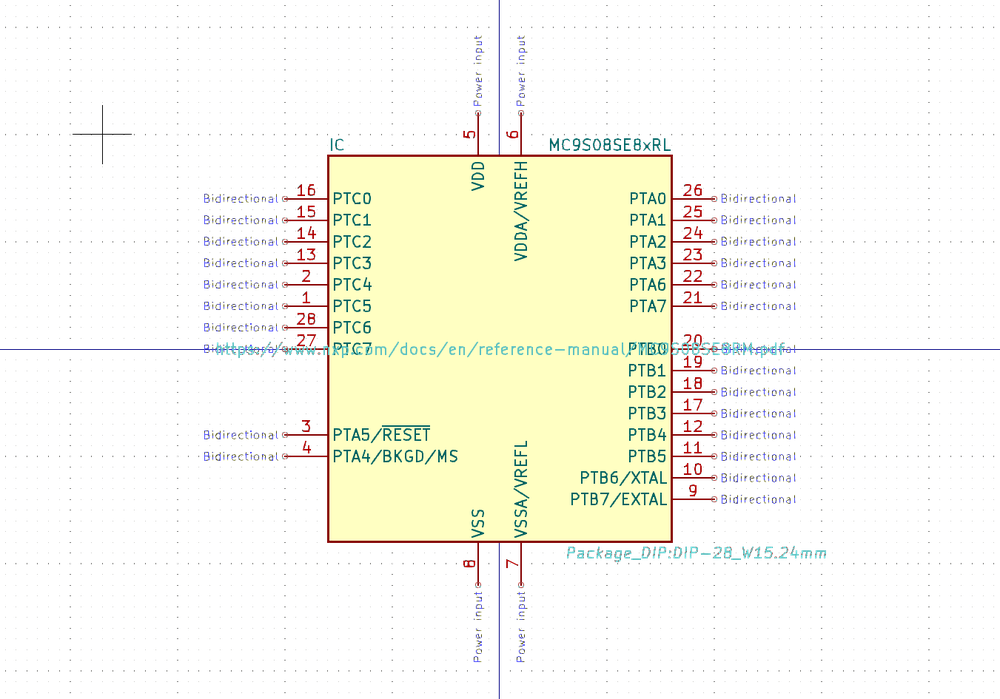 Power input Power input
5 6
IC MC9S08SE8xRL
VDD VDDA/VREFH
Bidirectional 16 PTC0 PTA0 26 Bidirectional
Bidirectional 15 PTC1 PTA1 25 Bidirectional
Bidirectional 14 PTC2 PTA2 24 Bidirectional
Bidirectional 13 PTC3 PTA3 23 Bidirectional
Bidirectional 2 PTC4 PTA6 22 Bidirectional
Bidirectional 1 PTC5 PTA7 21 Bidirectional
Bidirectional 28 PTC6
Bidirectional 27 PTC7 PTB0 20 Bidirectional
https://www.nxp.com/docs/en/reference-manual/MC9S08SE8RM.pdf
PTB1 19 Bidirectional
PTB2 18 Bidirectional
PTB3 17 Bidirectional
Bidirectional 3 PTA5/RESET PTB4 12 Bidirectional
Bidirectional 4 PTA4/BKGD/MS PTB5 11 Bidirectional
PTB6/XTAL 10 Bidirectional
PTB7/EXTAL 9 Bidirectional
VSS VSSA/VREFL
Package_DIP:DIP-28_W15.24mm
8 7
Power input Power input